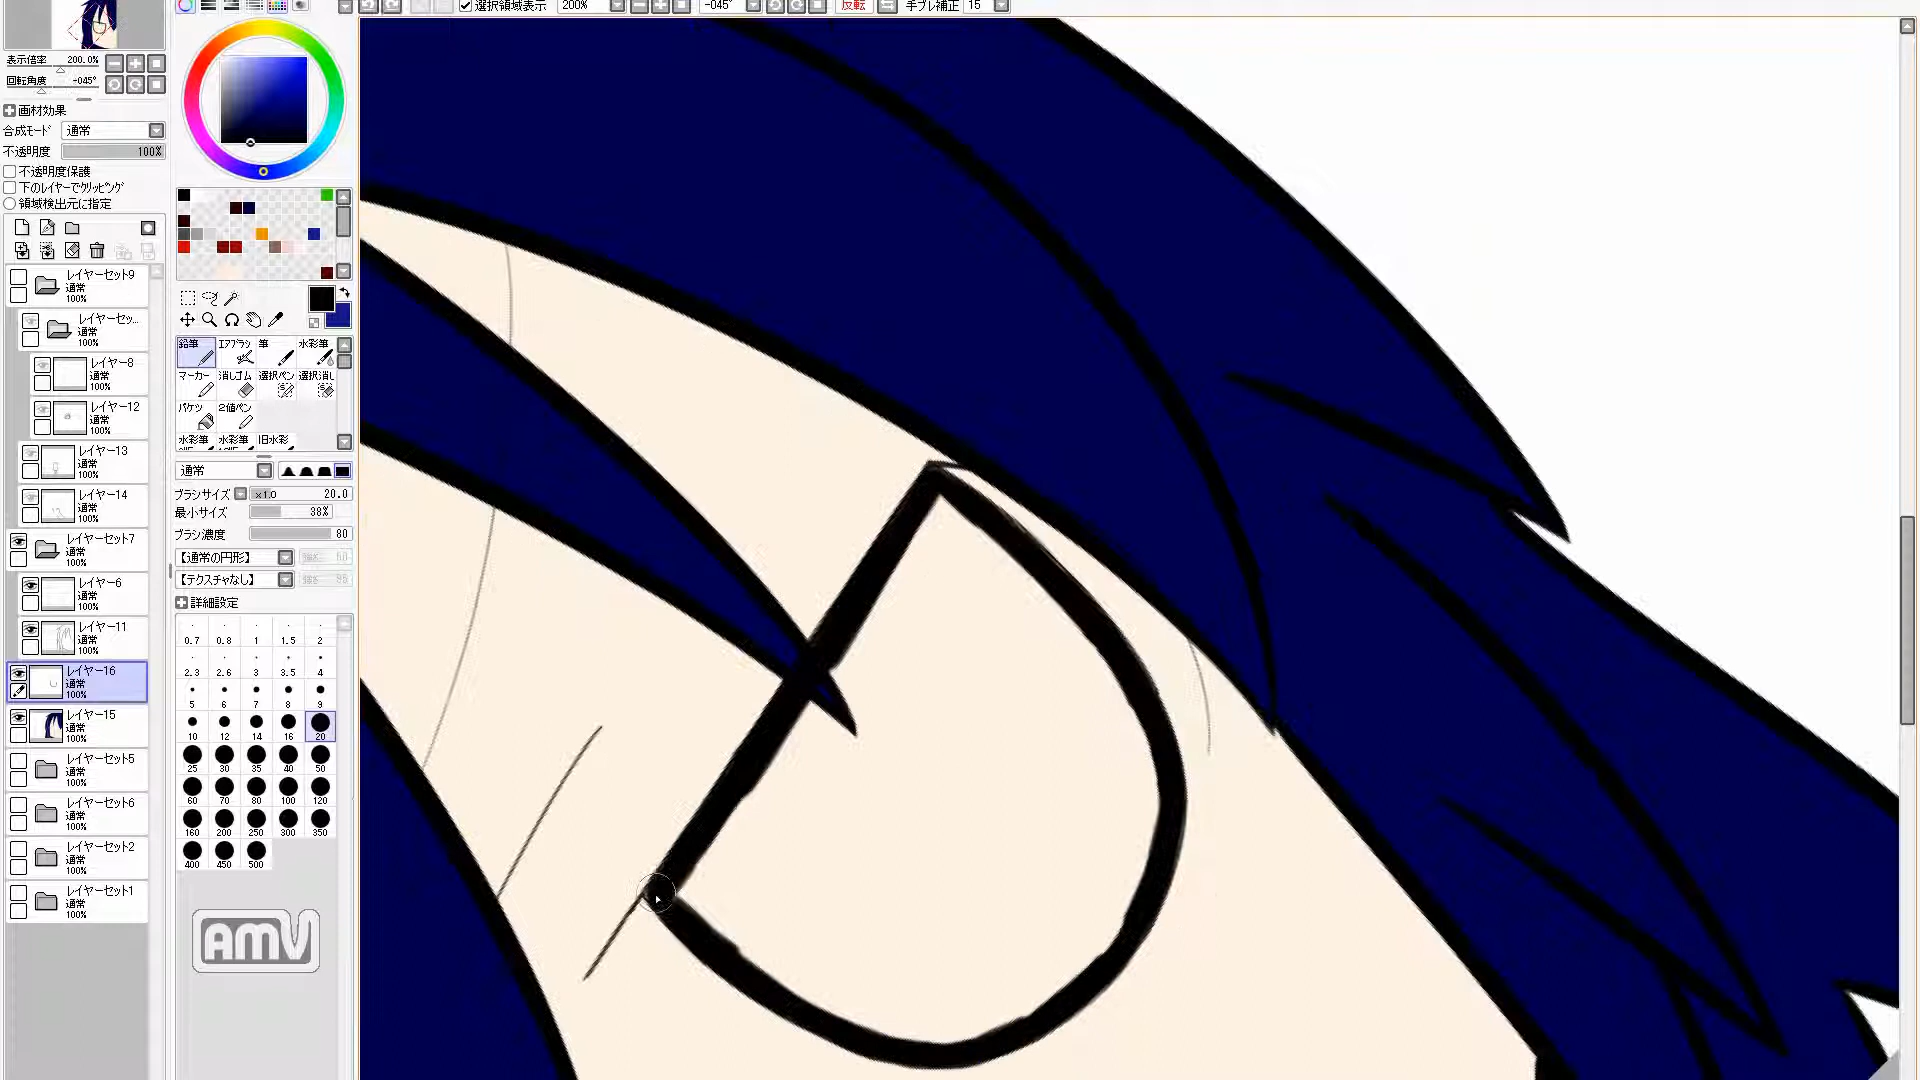 選択領域表示 200% -045° 反転 手ブレ補正 15
表示倍率 200.0%
回転角度 -045°
画材効果
合成モード 通常
不透明度 100%
不透明度保護
下のレイヤーでクリッピング
領域検出元に指定
レイヤーセット9
通常
100%
レイヤーセッ...
通常
100%
レイヤー8
通常
100%
レイヤー12
通常
100%
レイヤー13
通常
100%
レイヤー14
通常
100%
レイヤーセット7
通常
100%
レイヤー6
通常
100%
レイヤー11
通常
100%
レイヤー16
通常
100%
レイヤー15
通常
100%
レイヤーセット5
通常
100%
レイヤーセット6
通常
100%
レイヤーセット2
通常
100%
レイヤーセット1
通常
100%
鉛筆 エアブラシ 筆 水彩筆
マーカー 消しゴム 選択ペン 選択消し
バケツ 2値ペン
水彩筆 水彩筆 旧水彩
通常
ブラシサイズ x1.0 20.0
最小サイズ 38%
ブラシ濃度 80
【通常の円形】
【テクスチャなし】
詳細設定
0.7 0.8 1 1.5 2
2.3 2.6 3 3.5 4
5 6 7 8 9
10 12 14 16 20
25 30 35 40 50
60 70 80 100 120
160 200 250 300 350
400 450 500
AMV